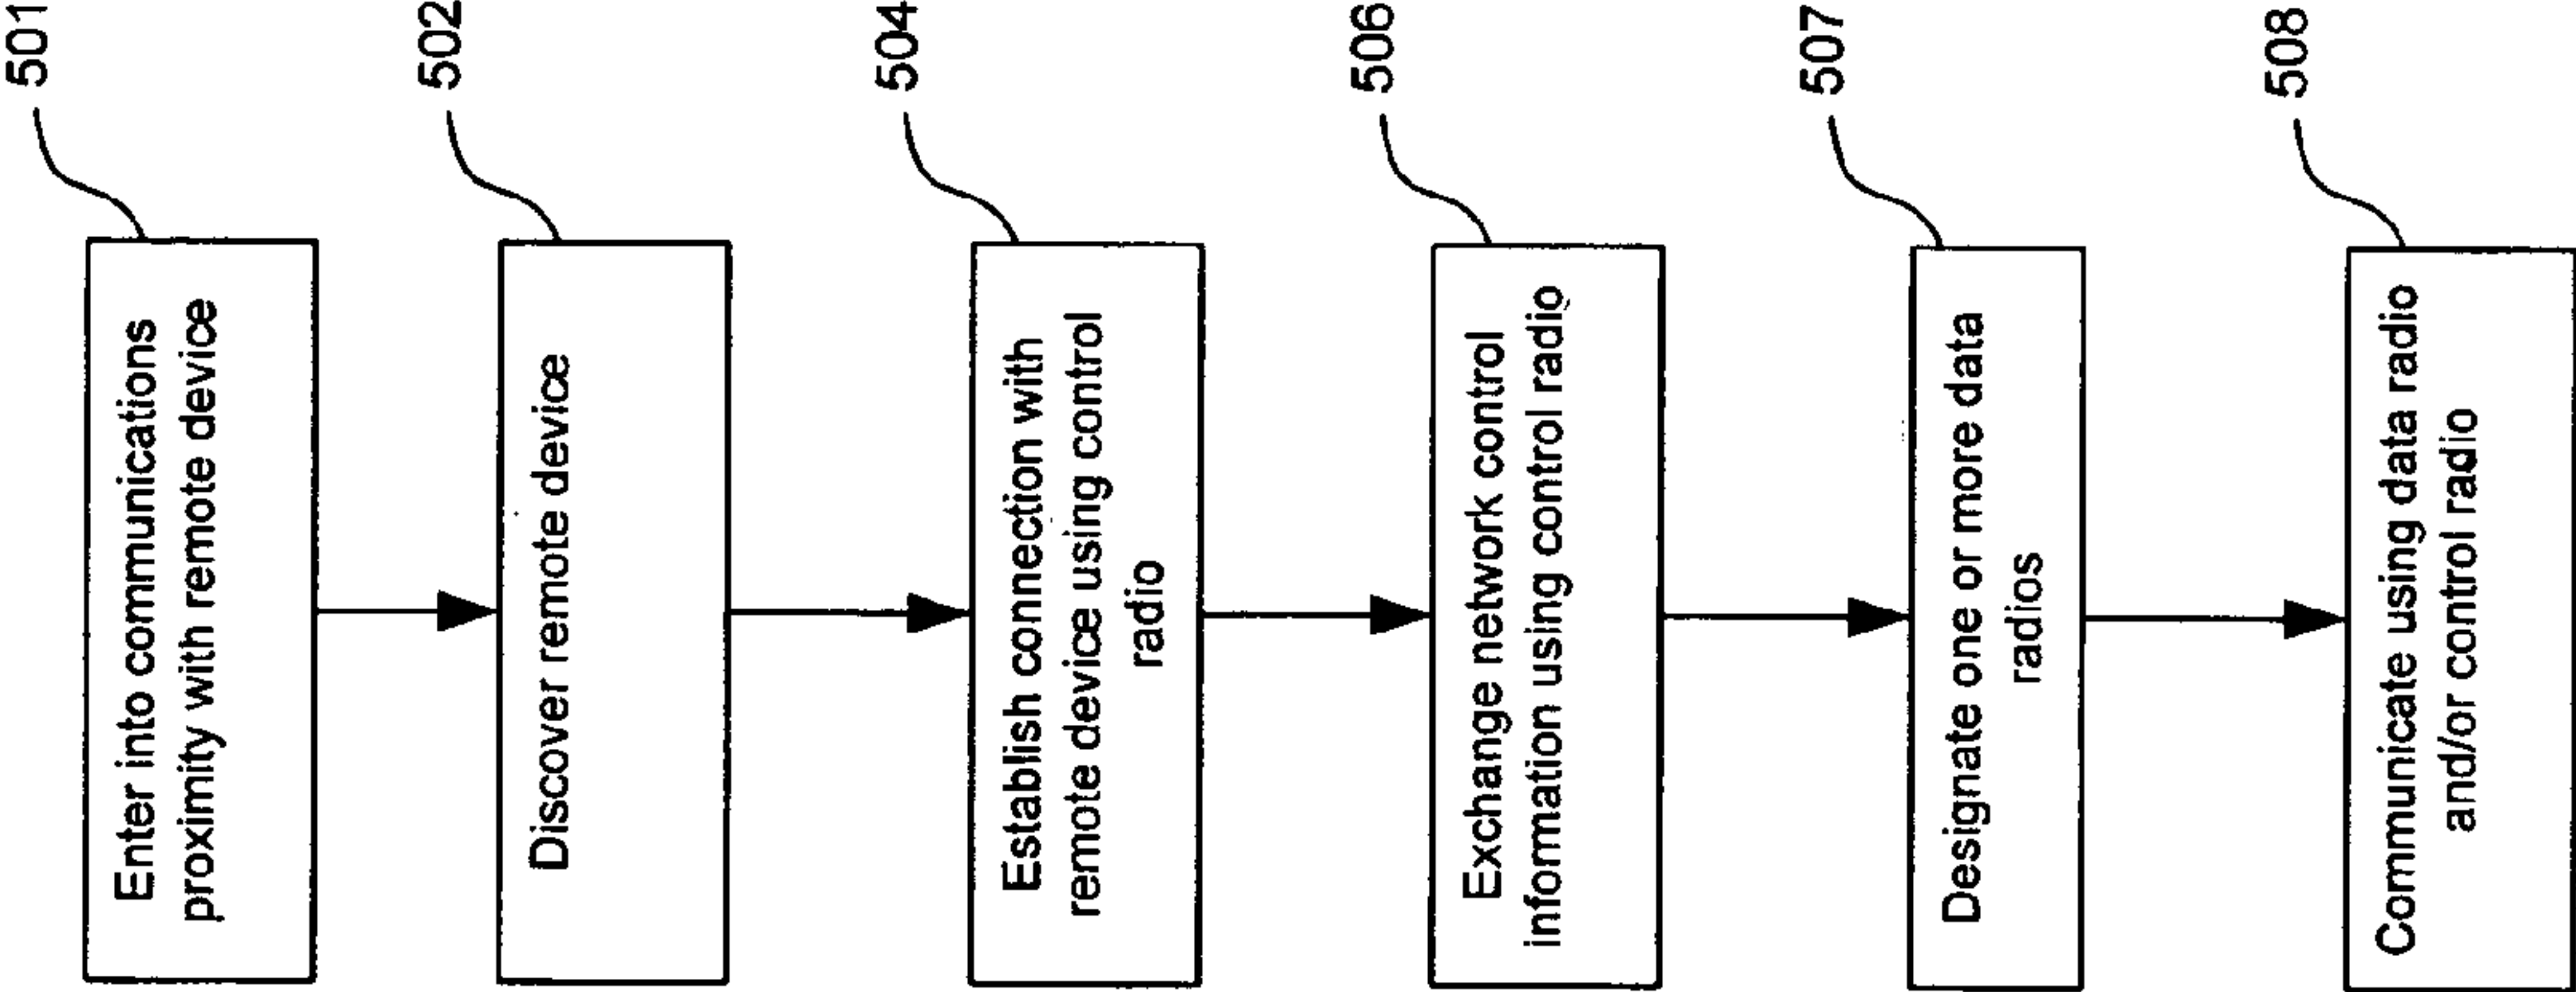 501
Enter into communications
proximity with remote device
502
Discover remote device
504
Establish connection with
remote device using control
radio
506
Exchange network control
information using control radio
507
Designate one or more data
radios
508
Communicate using data radio
and/or control radio